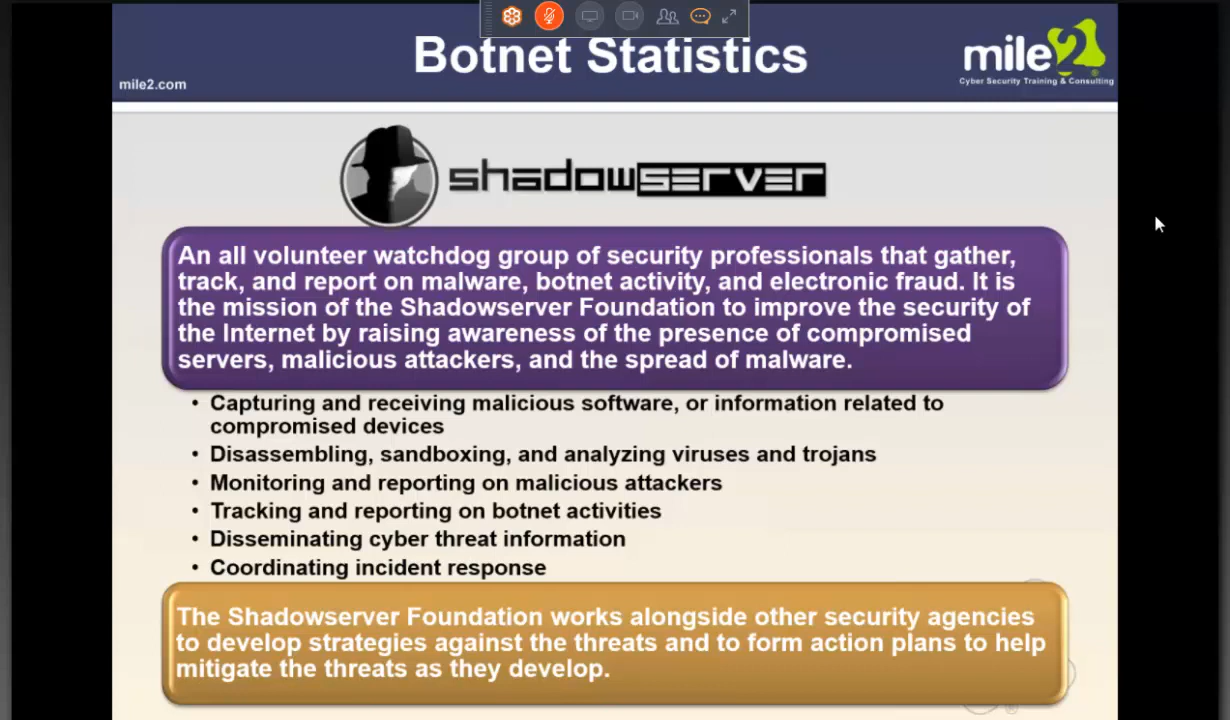 Botnet Statistics
mile2
Cyber Security Training & Consulting
mile2.com
shadowserver
An all volunteer watchdog group of security professionals that gather,
track, and report on malware, botnet activity, and electronic fraud. It is
the mission of the Shadowserver Foundation to improve the security of
the Internet by raising awareness of the presence of compromised
servers, malicious attackers, and the spread of malware.
• Capturing and receiving malicious software, or information related to
compromised devices
• Disassembling, sandboxing, and analyzing viruses and trojans
• Monitoring and reporting on malicious attackers
• Tracking and reporting on botnet activities
• Disseminating cyber threat information
• Coordinating incident response
The Shadowserver Foundation works alongside other security agencies
to develop strategies against the threats and to form action plans to help
mitigate the threats as they develop.